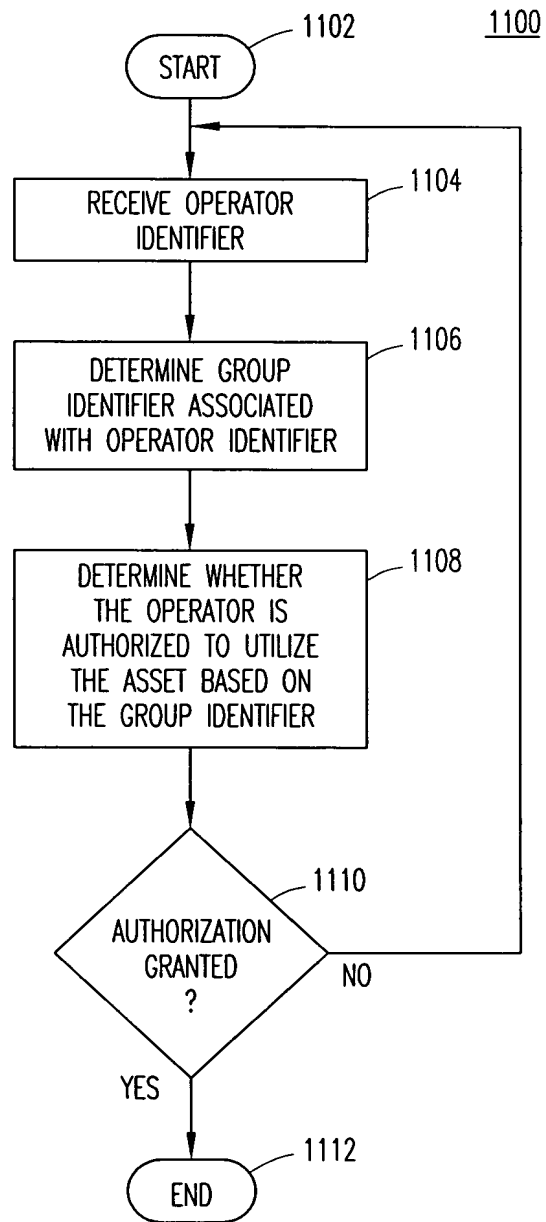 1100
1102
START
1104
RECEIVE OPERATOR
IDENTIFIER
1106
DETERMINE GROUP
IDENTIFIER ASSOCIATED
WITH OPERATOR IDENTIFIER
1108
DETERMINE WHETHER
THE OPERATOR IS
AUTHORIZED TO UTILIZE
THE ASSET BASED ON
THE GROUP IDENTIFIER
1110
AUTHORIZATION
GRANTED
?
NO
YES
1112
END